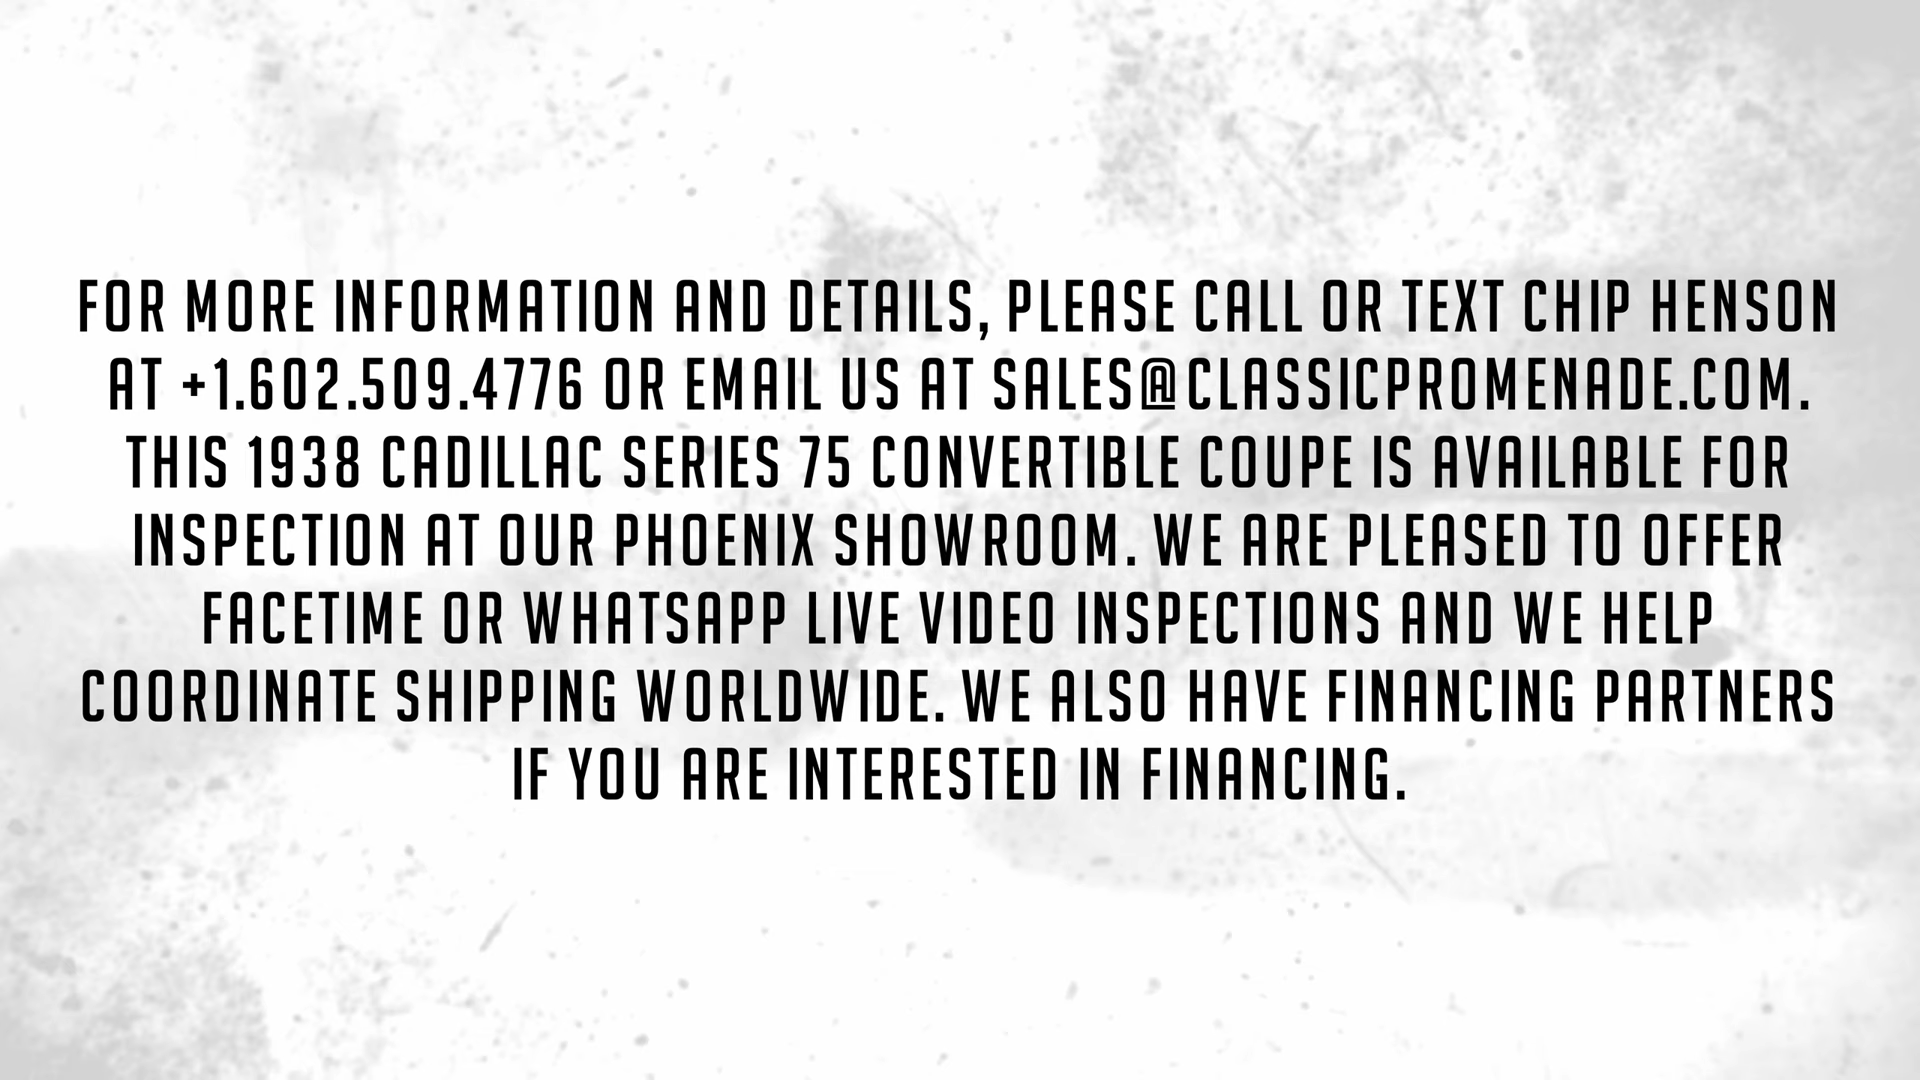 FOR MORE INFORMATION AND DETAILS, PLEASE CALL OR TEXT CHIP HENSON
AT +1.602.509.4776 OR EMAIL US AT SALES@CLASSICPROMENADE.COM.
THIS 1938 CADILLAC SERIES 75 CONVERTIBLE COUPE IS AVAILABLE FOR
INSPECTION AT OUR PHOENIX SHOWROOM. WE ARE PLEASED TO OFFER
FACETIME OR WHATSAPP LIVE VIDEO INSPECTIONS AND WE HELP
COORDINATE SHIPPING WORLDWIDE. WE ALSO HAVE FINANCING PARTNERS
IF YOU ARE INTERESTED IN FINANCING.